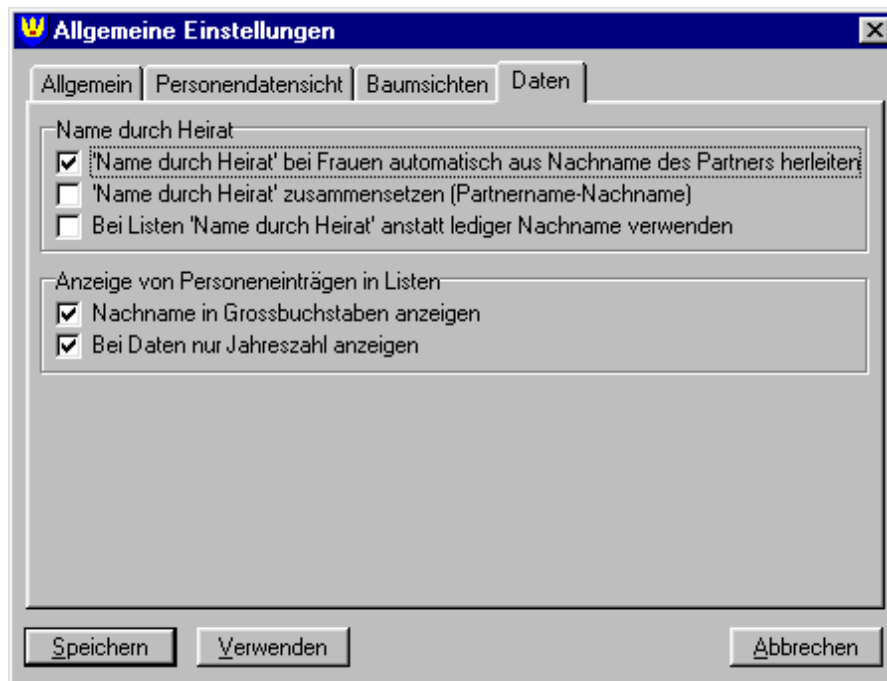 Allgemeine Einstellungen
Allgemein Personendatensicht Baumsichten Daten
Name durch Heirat
'Name durch Heirat' bei Frauen automatisch aus Nachname des Partners herleiten
'Name durch Heirat' zusammensetzen (Partnername-Nachname)
Bei Listen 'Name durch Heirat' anstatt lediger Nachname verwenden
Anzeige von Personeneinträgen in Listen
Nachname in Grossbuchstaben anzeigen
Bei Daten nur Jahreszahl anzeigen
Speichern Verwenden Abbrechen